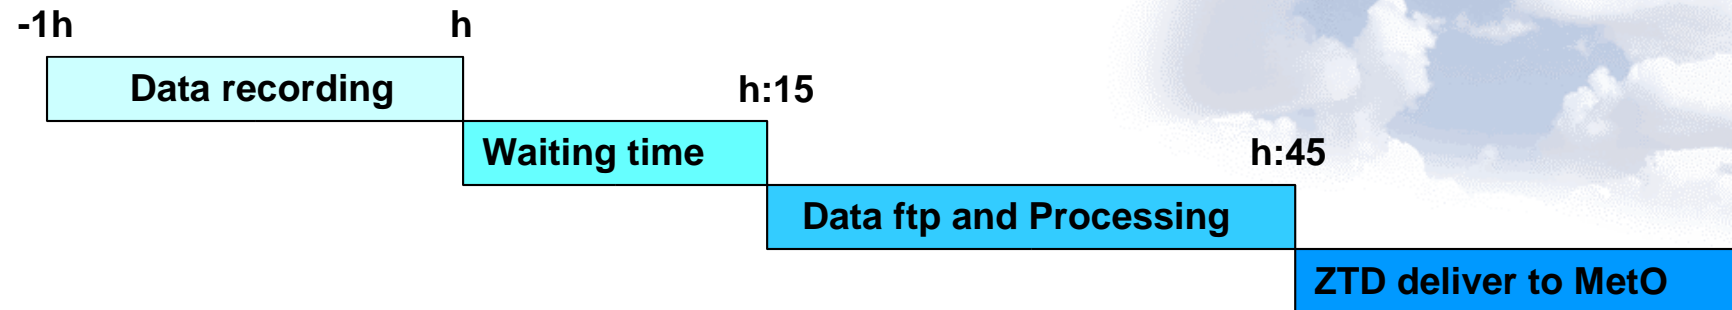 -1h
h
Data recording
h:15
Waiting time
h:45
Data ftp and Processing
ZTD deliver to MetO